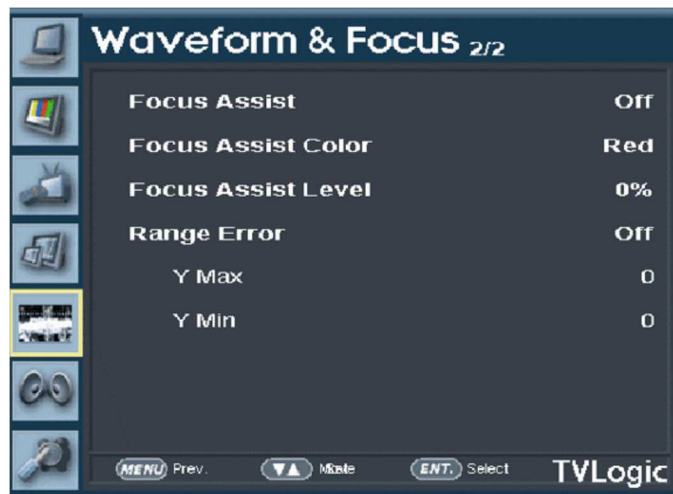 Waveform & Focus 2/2
Focus Assist Off
Focus Assist Color Red
Focus Assist Level 0%
Range Error Off
Y Max 0
Y Min 0
MENU Prev. ▼▲ ENT. Select TVLogic